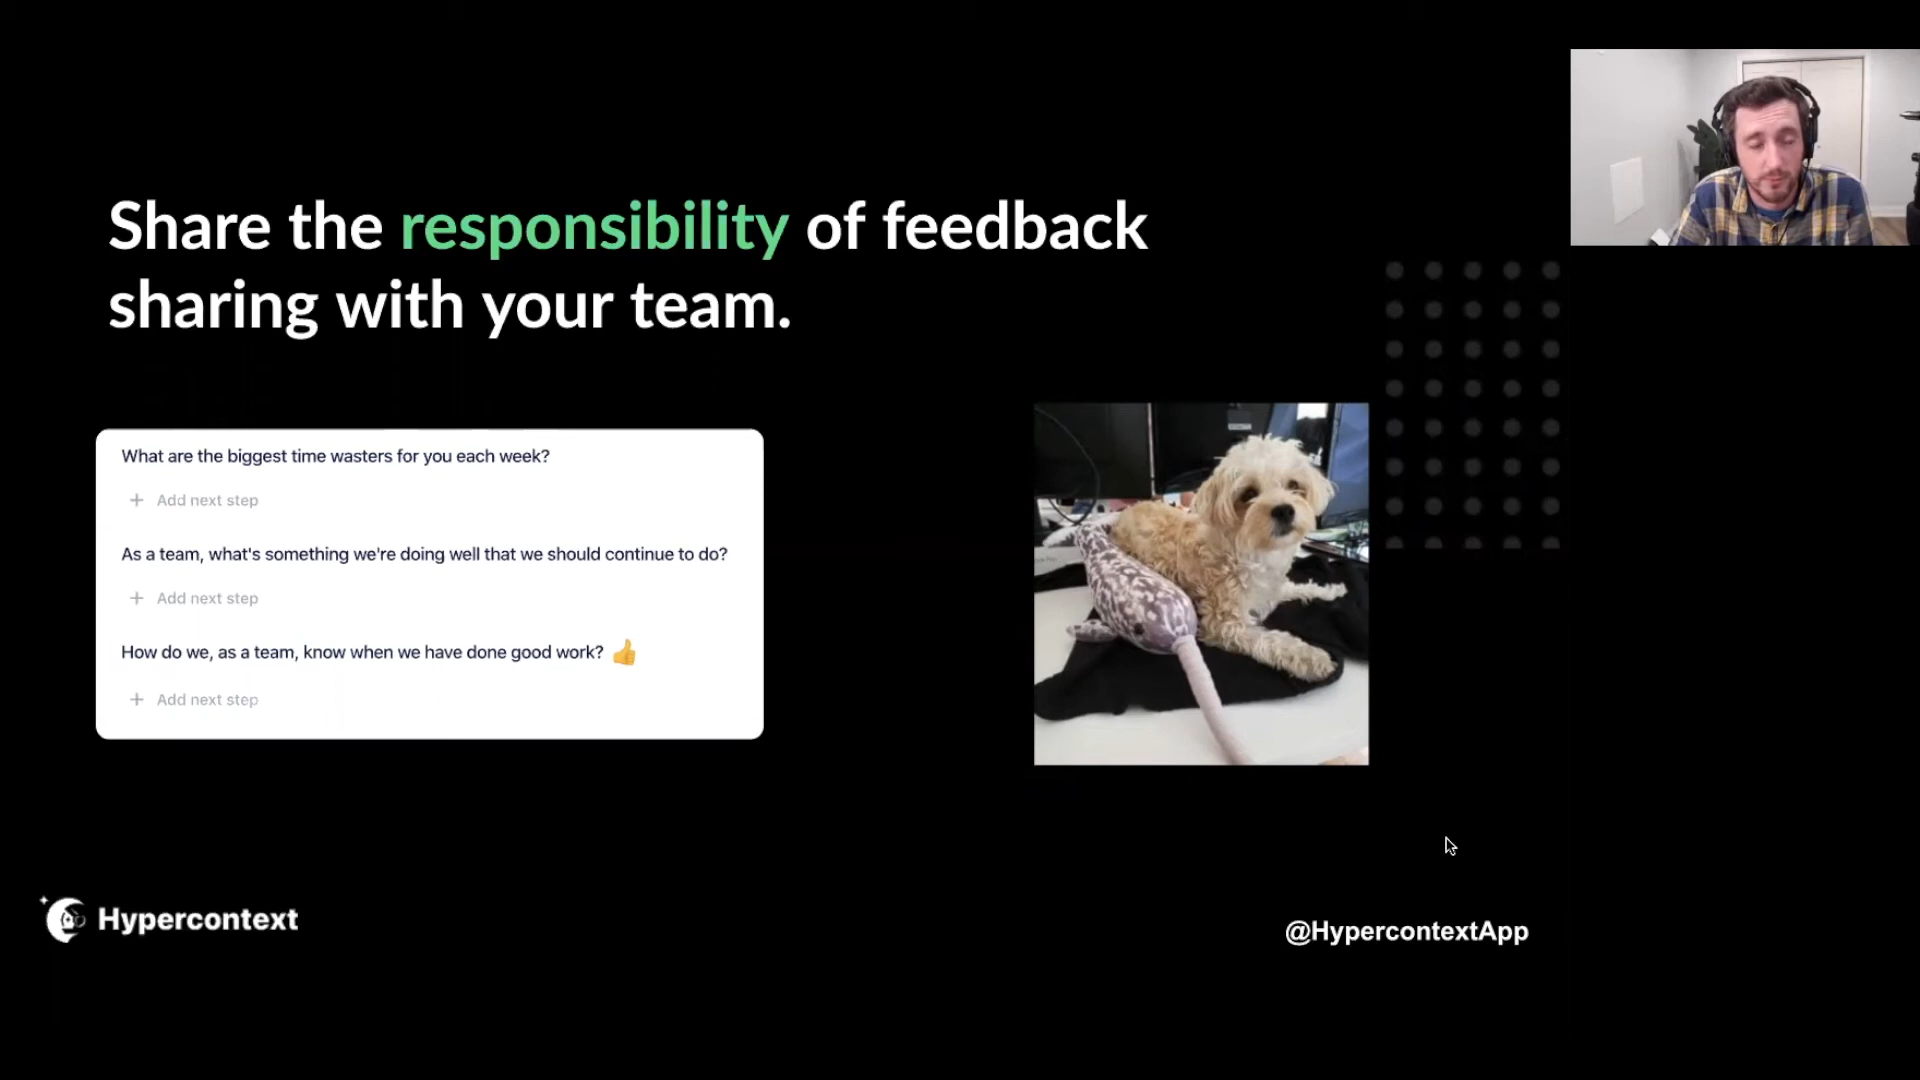 Share the responsibility of feedback
sharing with your team.
What are the biggest time wasters for you each week?
+ Add next step
As a team, what's something we're doing well that we should continue to do?
+ Add next step
How do we, as a team, know when we have done good work? 👍
+ Add next step
Hypercontext
@HypercontextApp